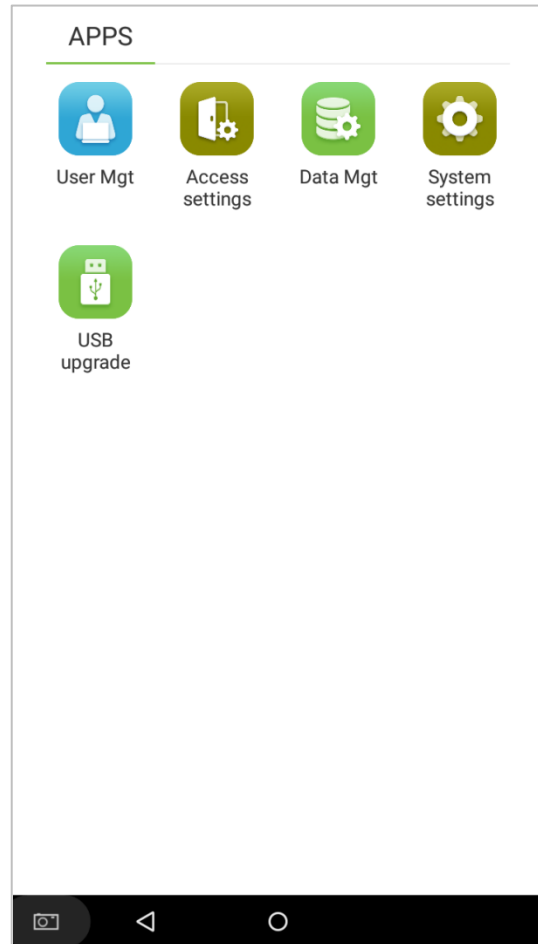 APPS
User Mgt
Access
settings
Data Mgt
System
settings
USB
upgrade